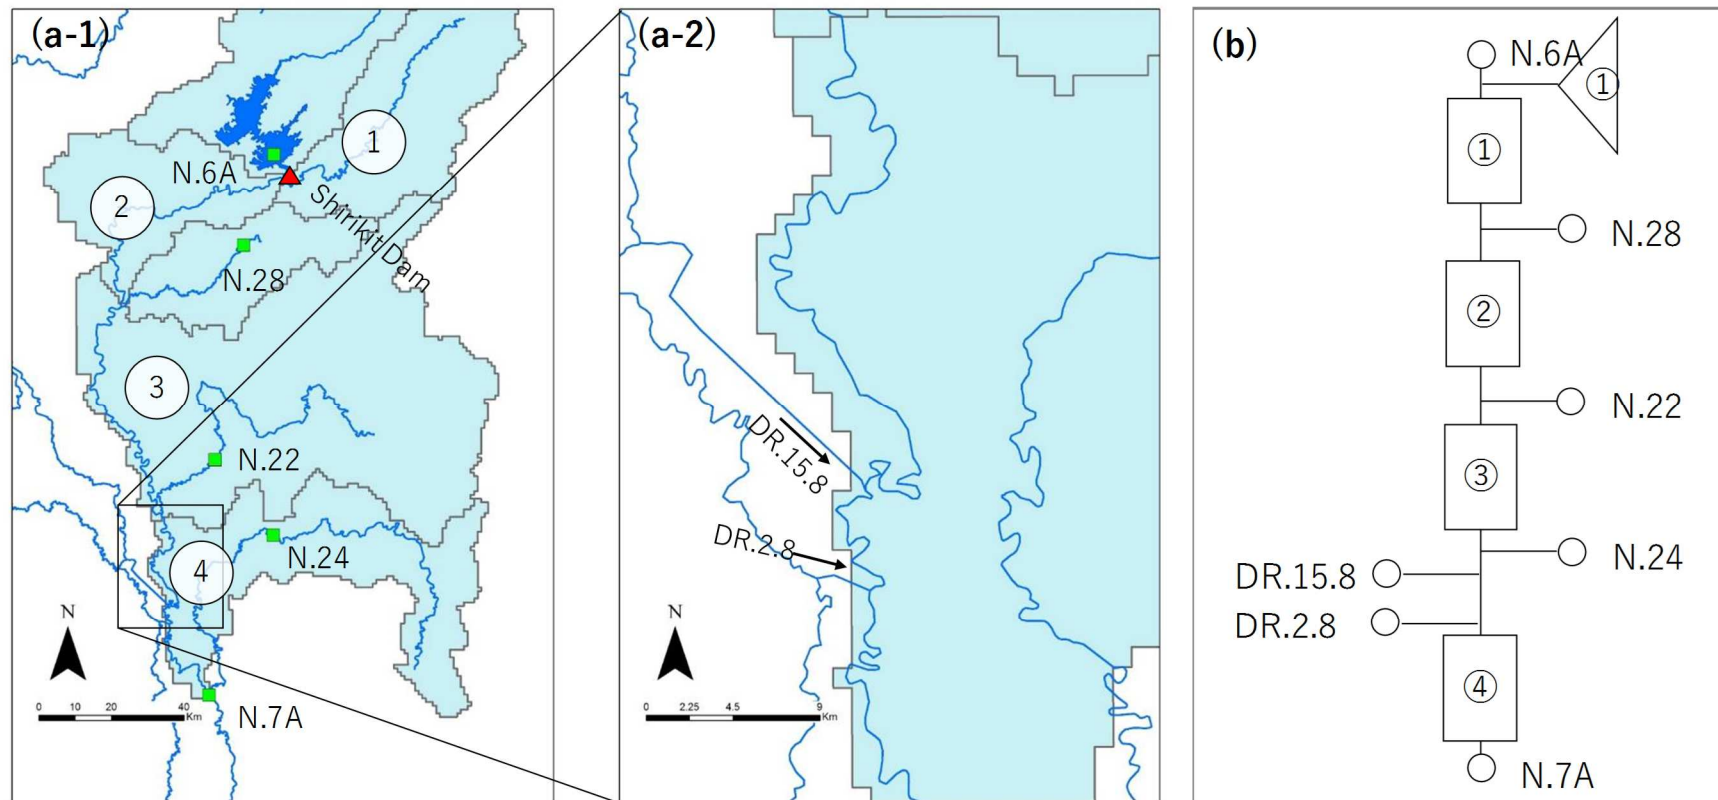 (a-1)
N.6A
①
②
Shirikit Dam
N.28
③
N.22
N.24
④
N
0 10 20 40
Km
N.7A
(a-2)
DR.15.8
DR.2.8
N
0 2.25 4.5 9
Km
(b)
N.6A
①
①
N.28
②
N.22
③
N.24
DR.15.8
DR.2.8
④
N.7A